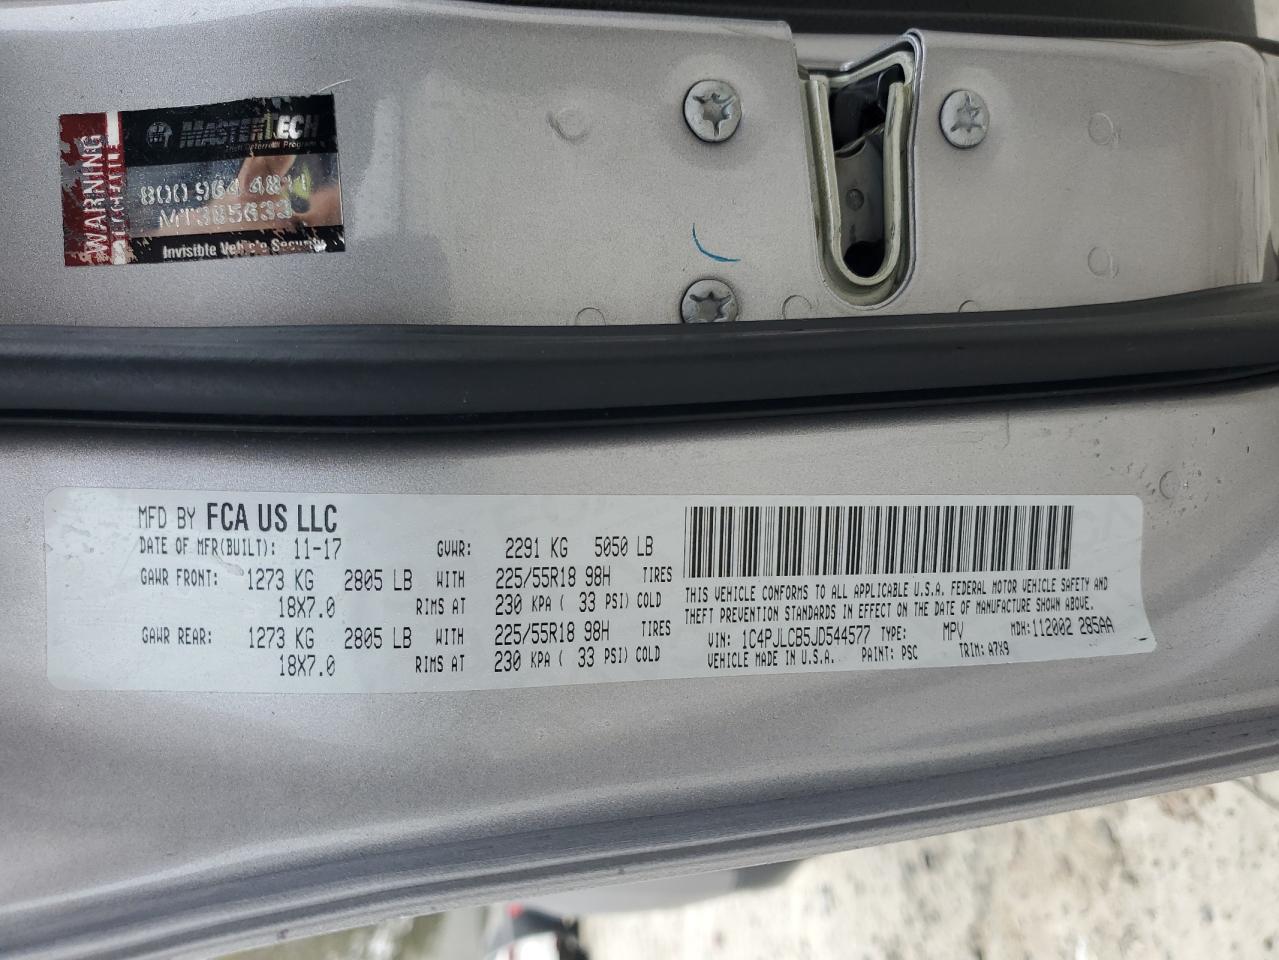 WARNING
MASTERTECH
Theft Deterrent Program
800 964 4811
MT385633
Invisible Vehicle Security
MFD BY FCA US LLC
DATE OF MFR(BUILT): 11-17 GVWR: 2291 KG 5050 LB
GAWR FRONT: 1273 KG 2805 LB WITH 225/55R18 98H TIRES
18X7.0 RIMS AT 230 KPA ( 33 PSI) COLD
GAWR REAR: 1273 KG 2805 LB WITH 225/55R18 98H TIRES
18X7.0 RIMS AT 230 KPA ( 33 PSI) COLD
THIS VEHICLE CONFORMS TO ALL APPLICABLE U.S.A. FEDERAL MOTOR VEHICLE SAFETY AND
THEFT PREVENTION STANDARDS IN EFFECT ON THE DATE OF MANUFACTURE SHOWN ABOVE.
VIN: 1C4PJLCB5JD544577 TYPE: MPV MDH: 112002 285AA
VEHICLE MADE IN U.S.A. PAINT: PSC TRIM: A7X9